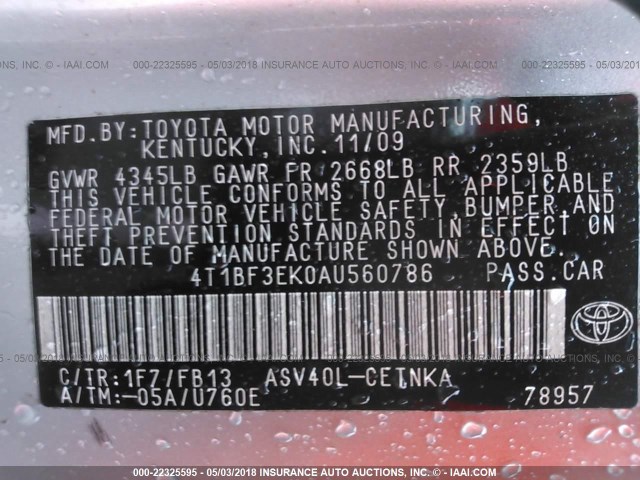 000-22325595 - 05/03/2018 INSURANCE AUTO AUCTIONS, INC. - © IAAI.COM
MFD.BY:TOYOTA MOTOR MANUFACTURING,
KENTUCKY,INC.11/09
GVWR 4345LB GAWR FR 2668LB RR 2359LB
THIS VEHICLE CONFORMS TO ALL APPLICABLE
FEDERAL MOTOR VEHICLE SAFETY,BUMPER,AND
THEFT PREVENTION STANDARDS IN EFFECT ON
THE DATE OF MANUFACTURE SHOWN ABOVE.
4T1BF3EK0AU560786 PASS.CAR
C/TR:1F7/FB13 ASV40L-CETNKA
A/TM:-05A/U760E 78957
000-22325595 - 05/03/2018 INSURANCE AUTO AUCTIONS, INC. - © IAAI.COM